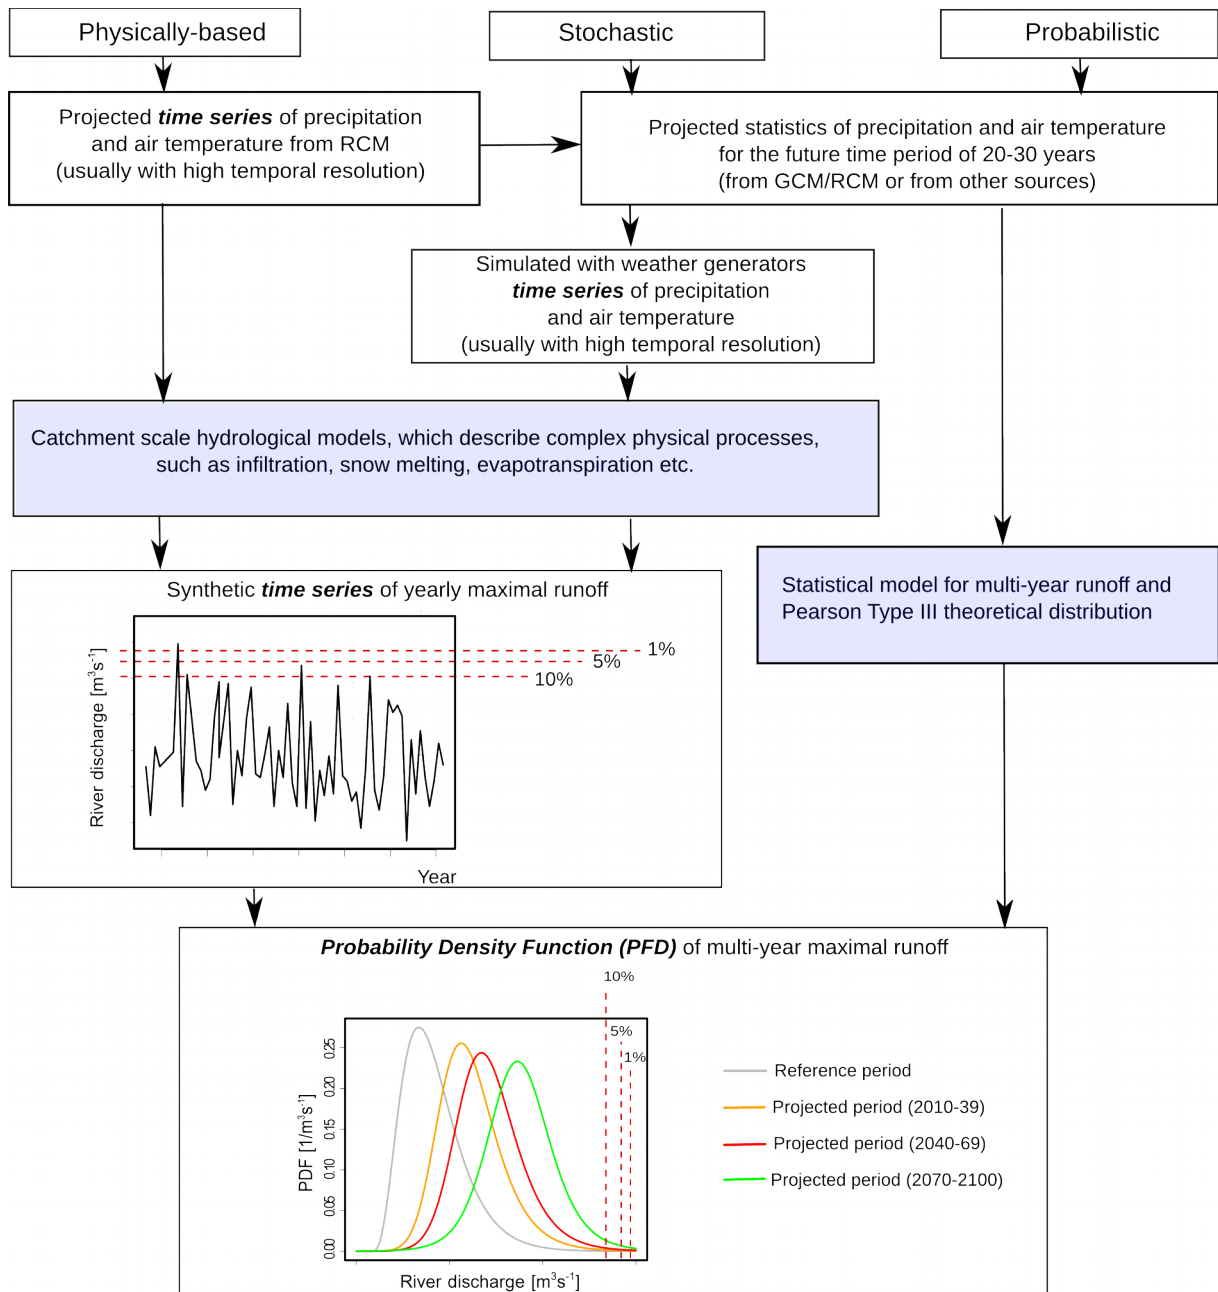 Physically-based
Stochastic
Probabilistic
Projected time series of precipitation
and air temperature from RCM
(usually with high temporal resolution)
Projected statistics of precipitation and air temperature
for the future time period of 20-30 years
(from GCM/RCM or from other sources)
Simulated with weather generators
time series of precipitation
and air temperature
(usually with high temporal resolution)
Catchment scale hydrological models, which describe complex physical processes,
such as infiltration, snow melting, evapotranspiration etc.
Statistical model for multi-year runoff and
Pearson Type III theoretical distribution
Synthetic time series of yearly maximal runoff
1%
5%
10%
River discharge [m³s⁻¹]
Year
Probability Density Function (PFD) of multi-year maximal runoff
10%
5%
1%
PDF [1/m³s⁻¹]
0.25
0.20
0.15
0.10
0.05
0.00
River discharge [m³s⁻¹]
Reference period
Projected period (2010-39)
Projected period (2040-69)
Projected period (2070-2100)